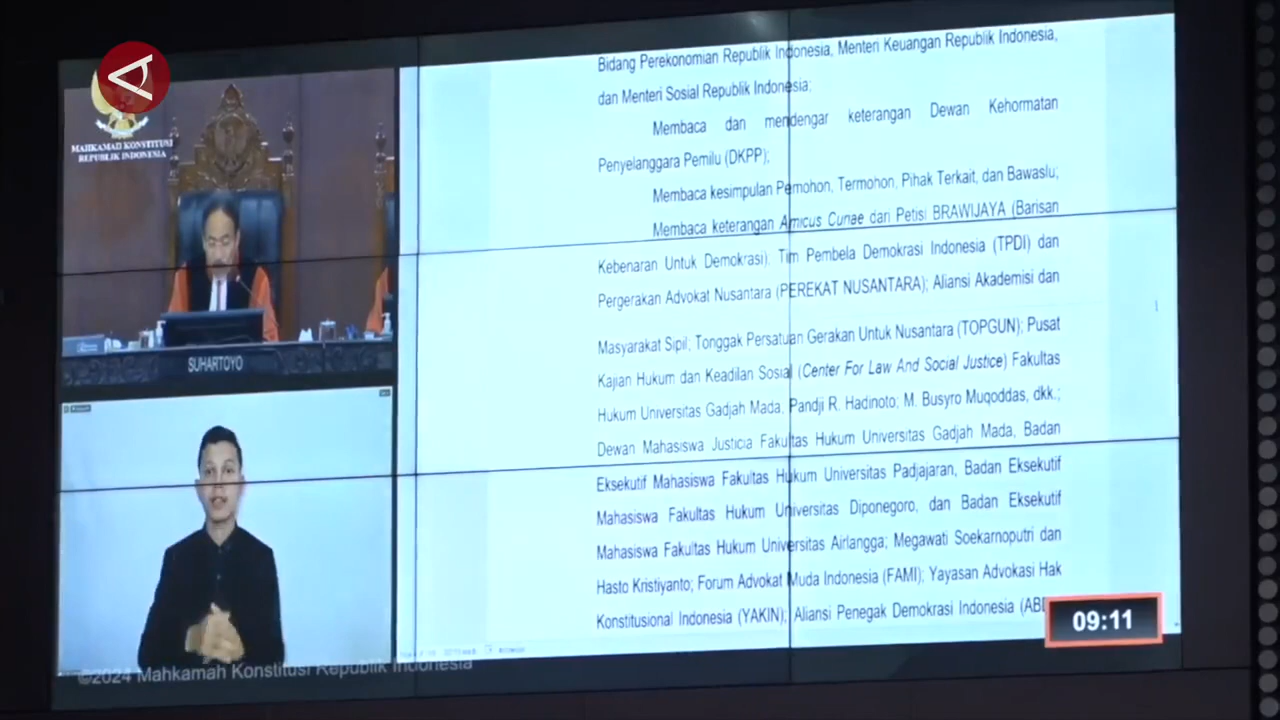 MAHKAMAH KONSTITUSI
REPUBLIK INDONESIA
SUHARTOYO
Bidang Perekonomian Republik Indonesia, Menteri Keuangan Republik Indonesia,
dan Menteri Sosial Republik Indonesia;
Membaca dan mendengar keterangan Dewan Kehormatan
Penyelanggara Pemilu (DKPP);
Membaca kesimpulan Pemohon, Termohon, Pihak Terkait, dan Bawaslu;
Membaca keterangan Amicus Curiae dari Petisi BRAWIJAYA (Barisan
Kebenaran Untuk Demokrasi); Tim Pembela Demokrasi Indonesia (TPDI) dan
Pergerakan Advokat Nusantara (PEREKAT NUSANTARA); Aliansi Akademisi dan
Masyarakat Sipil; Tonggak Persatuan Gerakan Untuk Nusantara (TOPGUN); Pusat
Kajian Hukum dan Keadilan Sosial (Center For Law And Social Justice) Fakultas
Hukum Universitas Gadjah Mada; Pandji R. Hadinoto; M. Busyro Muqoddas, dkk.;
Dewan Mahasiswa Justicia Fakultas Hukum Universitas Gadjah Mada, Badan
Eksekutif Mahasiswa Fakultas Hukum Universitas Padjajaran, Badan Eksekutif
Mahasiswa Fakultas Hukum Universitas Diponegoro, dan Badan Eksekutif
Mahasiswa Fakultas Hukum Universitas Airlangga; Megawati Soekarnoputri dan
Hasto Kristiyanto; Forum Advokat Muda Indonesia (FAMI); Yayasan Advokasi Hak
Konstitusional Indonesia (YAKIN); Aliansi Penegak Demokrasi Indonesia
09:11
©2024 Mahkamah Konstitusi Republik Indonesia